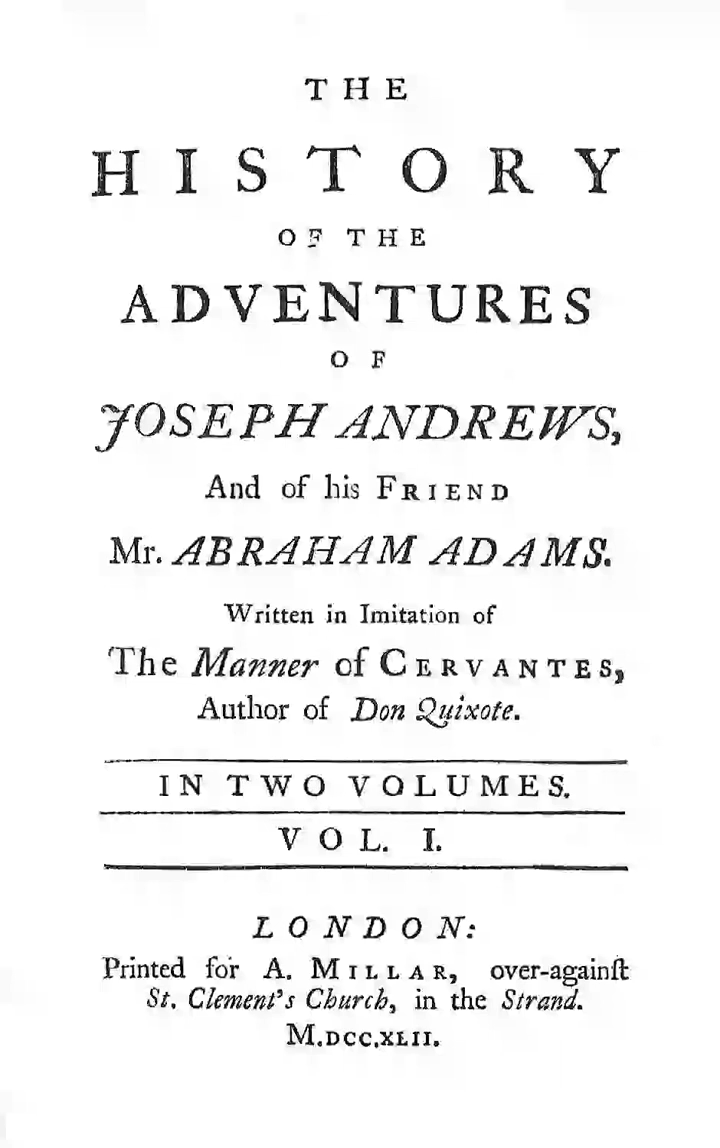 THE
HISTORY
OF THE
ADVENTURES
OF
JOSEPH ANDREWS,
And of his FRIEND
Mr. ABRAHAM ADAMS.
Written in Imitation of
The Manner of CERVANTES,
Author of Don Quixote.
IN TWO VOLUMES.
VOL. I.
LONDON:
Printed for A. MILLAR, over-againſt
St. Clement's Church, in the Strand.
M.DCC.XLII.